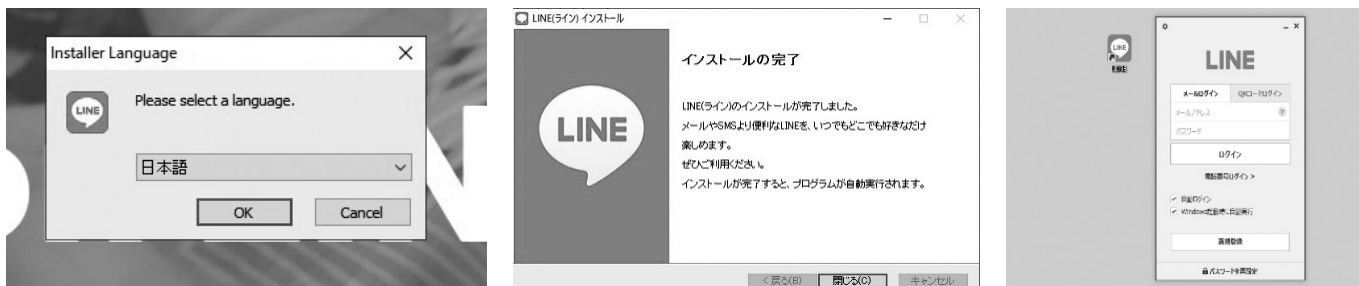 Installer Language
LINE
Please select a language.
日本語
OK
Cancel
LINE(ライン) インストール
LINE
インストールの完了
LINE(ライン)のインストールが完了しました。
メールやSMSより便利なLINEを、いつでもどこでも好きなだけ
楽しめます。
ぜひご利用ください。
インストールが完了すると、プログラムが自動実行されます。
< 戻る(B)
閉じる(C)
キャンセル
LINE
LINE
LINE
メールログイン
QRコードログイン
メールアドレス
パスワード
ログイン
電話番号ログイン >
自動ログイン
Windows起動時に自動実行
新規登録
パスワードを再設定